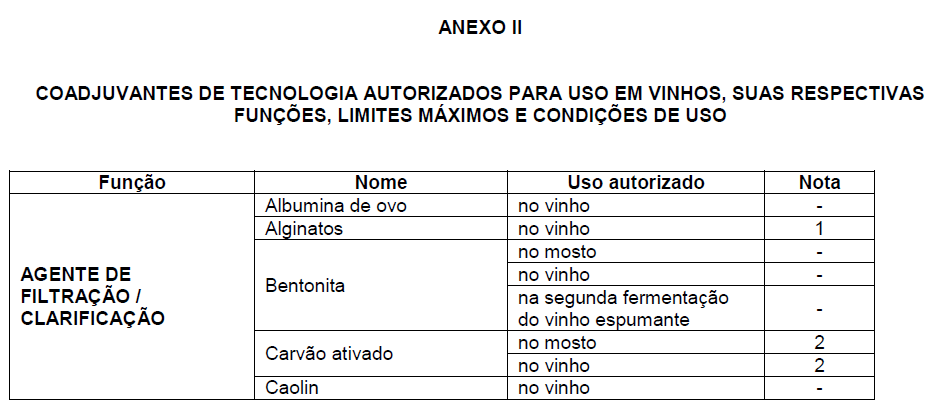 ANEXO II
COADJUVANTES DE TECNOLOGIA AUTORIZADOS PARA USO EM VINHOS, SUAS RESPECTIVAS
FUNÇÕES, LIMITES MÁXIMOS E CONDIÇÕES DE USO
Função Nome Uso autorizado Nota
AGENTE DE
FILTRAÇÃO /
CLARIFICAÇÃO
Albumina de ovo no vinho -
Alginatos no vinho 1
Bentonita
no mosto -
no vinho -
na segunda fermentação
do vinho espumante
-
Carvão ativado
no mosto 2
no vinho 2
Caolin no vinho -